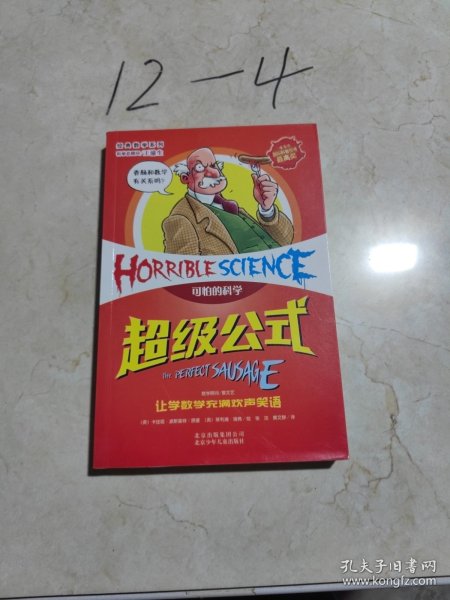 12-4
经典数学系列
香肠和数学
有关系吗?
HORRIBLE SCIENCE
可怕的科学
超级公式
THE PERFECT SAUSAGE
让学数学充满欢声笑语
北京出版集团公司
北京少年儿童出版社
孔夫子旧书网
www.kongfz.com